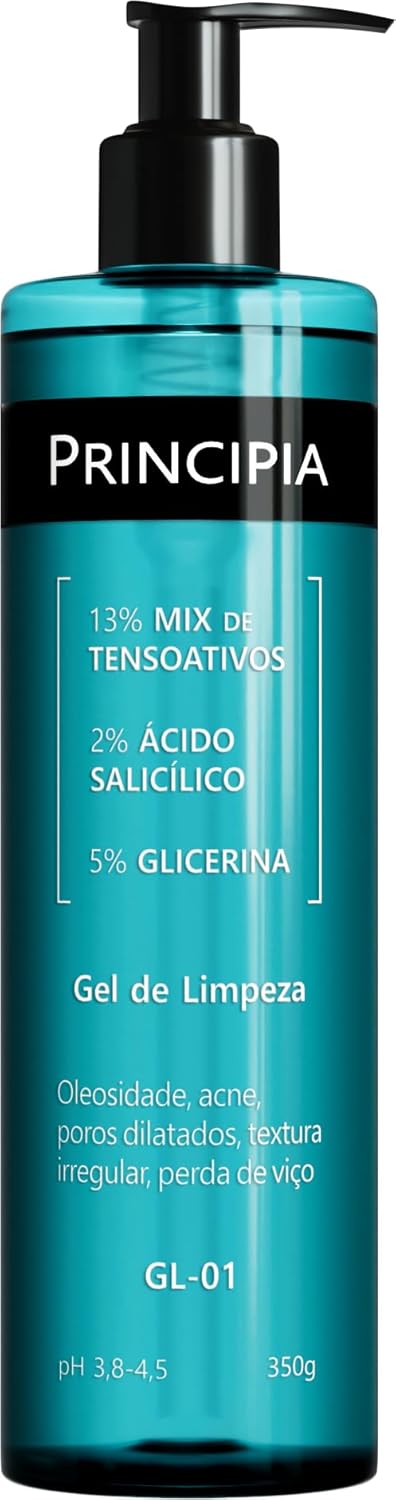 PRINCIPIA
13% MIX DE
TENSOATIVOS
2% ÁCIDO
SALICÍLICO
5% GLICERINA
Gel de Limpeza
Oleosidade, acne,
poros dilatados, textura
irregular, perda de viço
GL-01
pH 3,8-4,5 350g